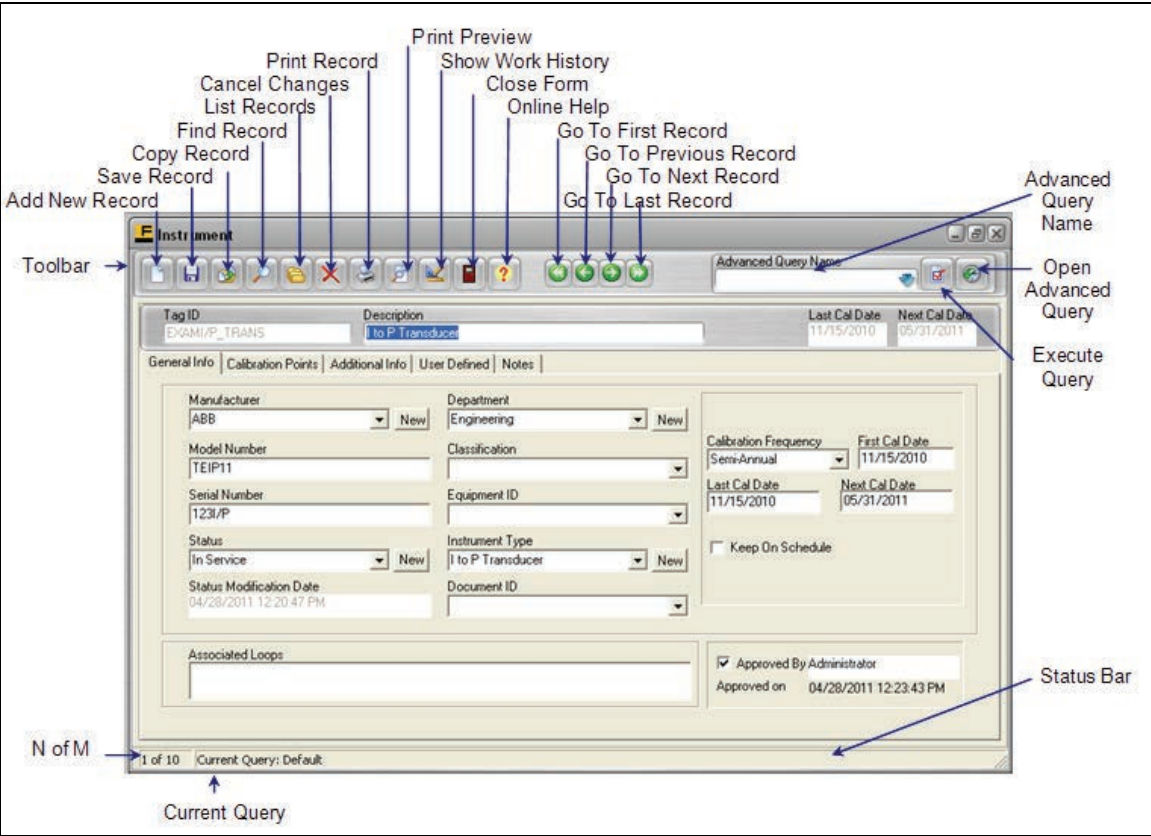 Print Preview
Print Record
Show Work History
Cancel Changes
Close Form
List Records
Online Help
Find Record
Go To First Record
Copy Record
Go To Previous Record
Save Record
Go To Next Record
Add New Record
Go To Last Record
Advanced
Query
Name
Instrument
Toolbar
Advanced Query Name
Open
Advanced
Query
Tag ID
Description
Last Cal Date
Next Cal Date
EXAMI/P_TRANS
I to P Transducer
11/15/2010
05/31/2011
Execute
Query
General Info
Calibration Points
Additional Info
User Defined
Notes
Manufacturer
Department
ABB
New
Engineering
New
Model Number
Classification
Calibration Frequency
First Cal Date
TEIP11
Semi-Annual
11/15/2010
Serial Number
Equipment ID
Last Cal Date
Next Cal Date
123I/P
11/15/2010
05/31/2011
Status
Instrument Type
Keep On Schedule
In Service
New
I to P Transducer
New
Status Modification Date
Document ID
04/28/2011 12:20:47 PM
Associated Loops
Approved By Administrator
Approved on 04/28/2011 12:23:43 PM
Status Bar
N of M
1 of 10
Current Query: Default
Current Query